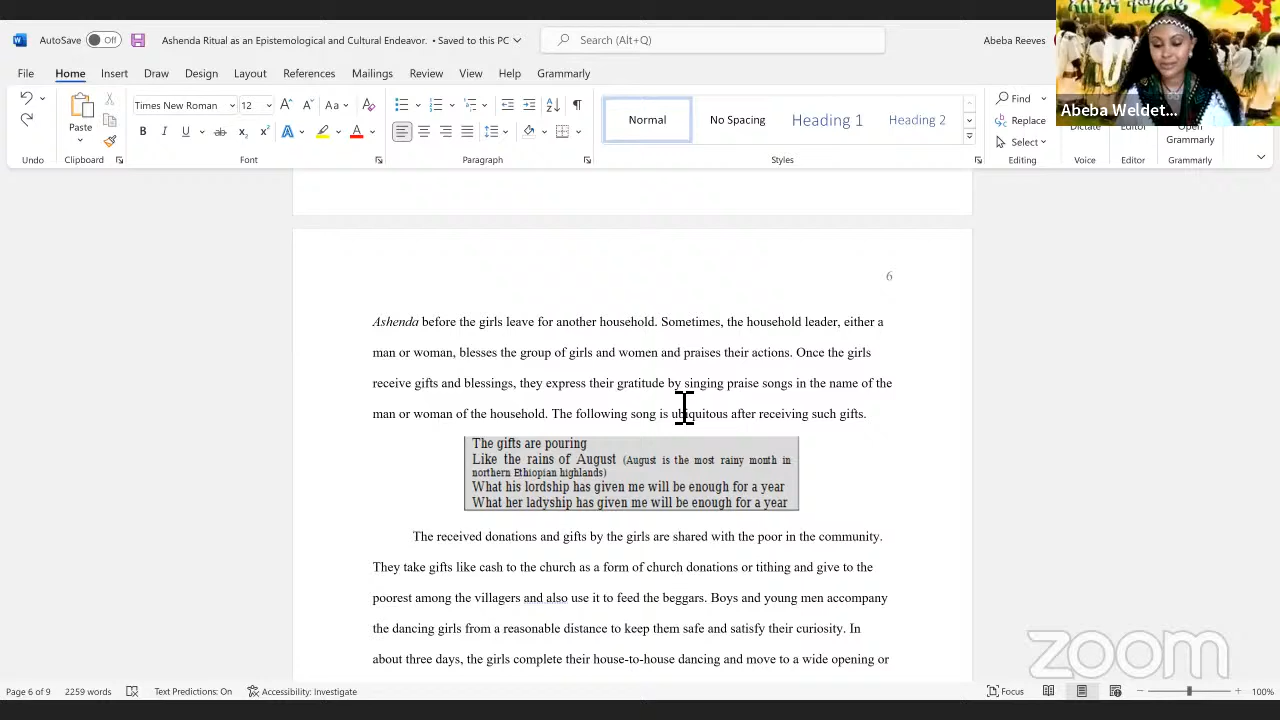 AutoSave Off Ashenda Ritual as an Epistemological and Cultural Endeavor. • Saved to this PC Search (Alt+Q) Abeba Reeves
File Home Insert Draw Design Layout References Mailings Review View Help Grammarly
Times New Roman 12 Aa
Paste
Normal No Spacing Heading 1 Heading 2
Find
Replace
Select
Dictate Editor Open Grammarly
Undo Clipboard Font Paragraph Styles Editing Voice Editor Grammarly
Abeba Weldet...
6
Ashenda before the girls leave for another household. Sometimes, the household leader, either a
man or woman, blesses the group of girls and women and praises their actions. Once the girls
receive gifts and blessings, they express their gratitude by singing praise songs in the name of the
man or woman of the household. The following song is ubiquitous after receiving such gifts.
The gifts are pouring
Like the rains of August (August is the most rainy month in
northern Ethiopian highlands)
What his lordship has given me will be enough for a year
What her ladyship has given me will be enough for a year
The received donations and gifts by the girls are shared with the poor in the community.
They take gifts like cash to the church as a form of church donations or tithing and give to the
poorest among the villagers and also use it to feed the beggars. Boys and young men accompany
the dancing girls from a reasonable distance to keep them safe and satisfy their curiosity. In
about three days, the girls complete their house-to-house dancing and move to a wide opening or
zoom
Page 6 of 9 2259 words Text Predictions: On Accessibility: Investigate Focus 100%